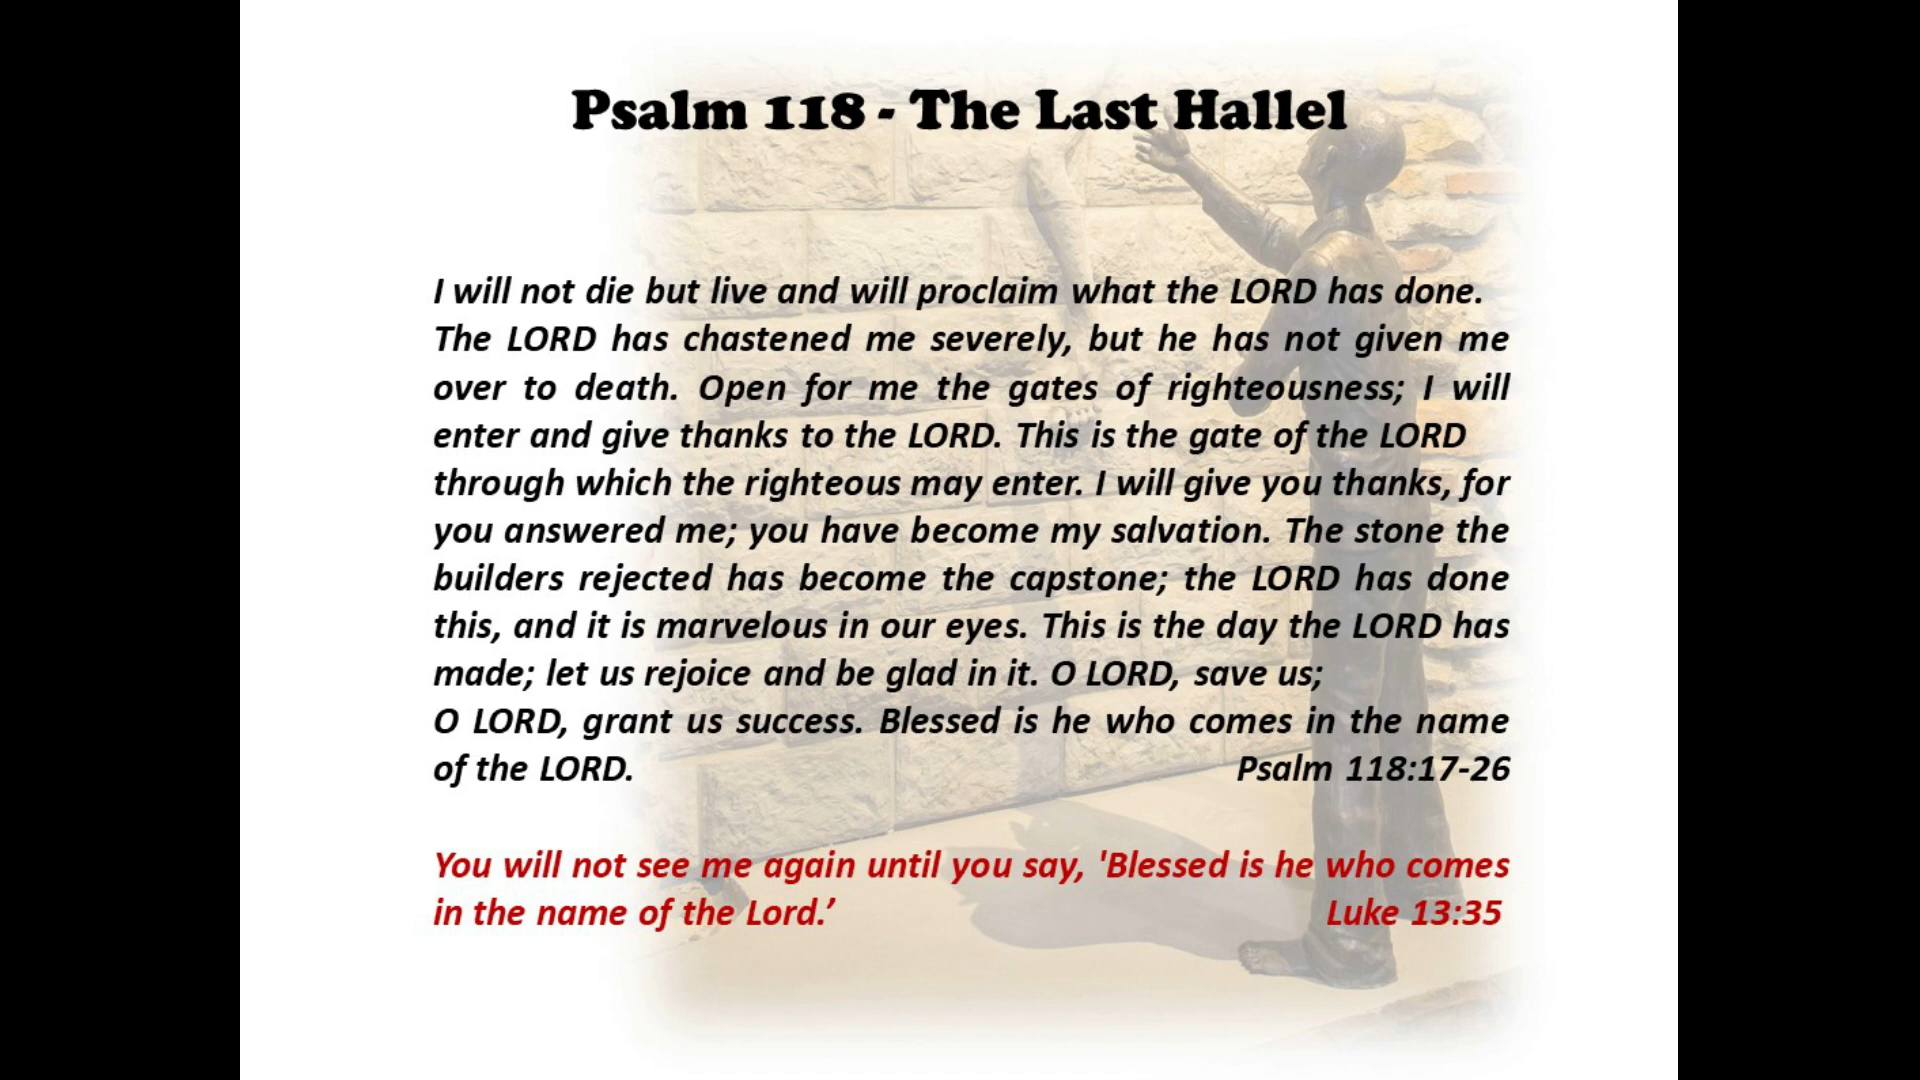 Psalm 118 - The Last Hallel
I will not die but live and will proclaim what the LORD has done.
The LORD has chastened me severely, but he has not given me
over to death. Open for me the gates of righteousness; I will
enter and give thanks to the LORD. This is the gate of the LORD
through which the righteous may enter. I will give you thanks, for
you answered me; you have become my salvation. The stone the
builders rejected has become the capstone; the LORD has done
this, and it is marvelous in our eyes. This is the day the LORD has
made; let us rejoice and be glad in it. O LORD, save us;
O LORD, grant us success. Blessed is he who comes in the name
of the LORD. Psalm 118:17-26
You will not see me again until you say, 'Blessed is he who comes
in the name of the Lord.’ Luke 13:35